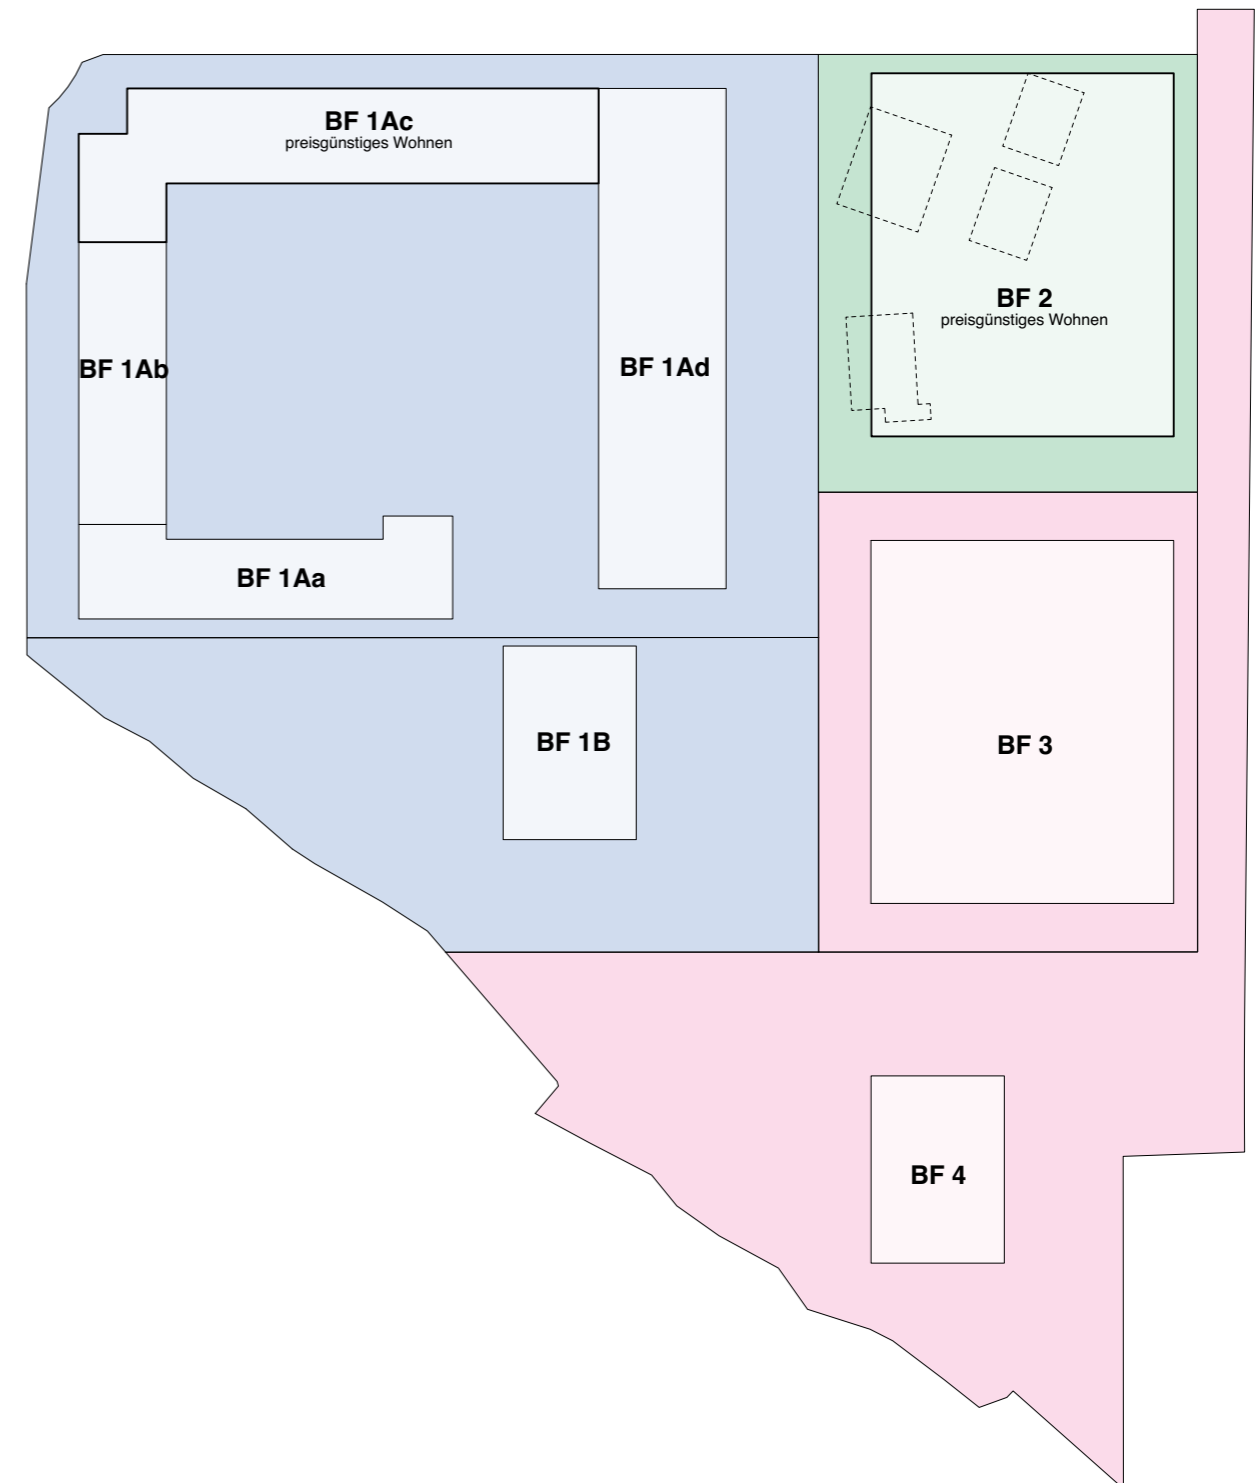 BF 1Ac
preisgünstiges Wohnen
BF 2
preisgünstiges Wohnen
BF 1Ab
BF 1Ad
BF 1Aa
BF 1B
BF 3
BF 4